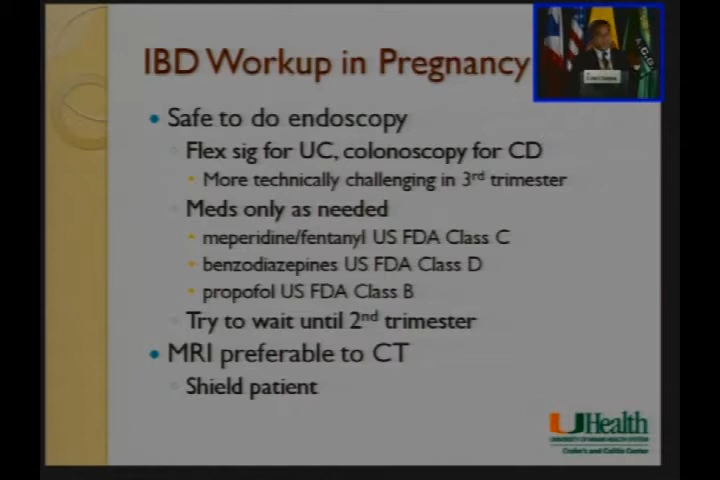 IBD Workup in Pregnancy
Safe to do endoscopy
Flex sig for UC, colonoscopy for CD
More technically challenging in 3rd trimester
Meds only as needed
meperidine/fentanyl US FDA Class C
benzodiazepines US FDA Class D
propofol US FDA Class B
Try to wait until 2nd trimester
MRI preferable to CT
Shield patient
UHealth
UNIVERSITY OF MIAMI HEALTH SYSTEM
Crohn's and Colitis Center